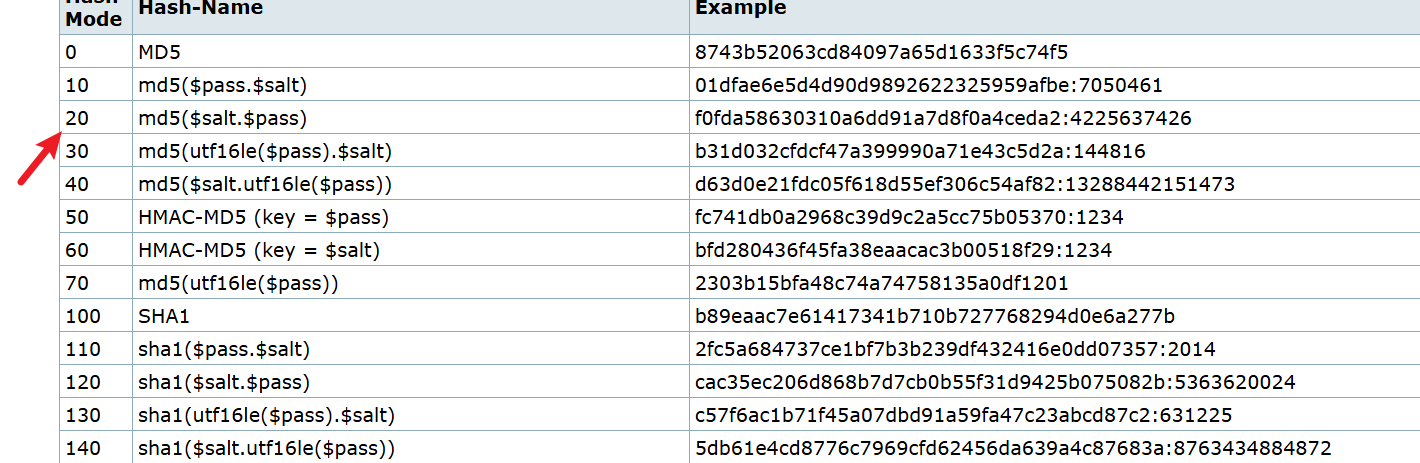 Hash
Mode Hash-Name Example
0 MD5 8743b52063cd84097a65d1633f5c74f5
10 md5($pass.$salt) 01dfae6e5d4d90d9892622325959afbe:7050461
20 md5($salt.$pass) f0fda58630310a6dd91a7d8f0a4ceda2:4225637426
30 md5(utf16le($pass).$salt) b31d032cfdcf47a399990a71e43c5d2a:144816
40 md5($salt.utf16le($pass)) d63d0e21fdc05f618d55ef306c54af82:13288442151473
50 HMAC-MD5 (key = $pass) fc741db0a2968c39d9c2a5cc75b05370:1234
60 HMAC-MD5 (key = $salt) bfd280436f45fa38eaacac3b00518f29:1234
70 md5(utf16le($pass)) 2303b15bfa48c74a74758135a0df1201
100 SHA1 b89eaac7e61417341b710b727768294d0e6a277b
110 sha1($pass.$salt) 2fc5a684737ce1bf7b3b239df432416e0dd07357:2014
120 sha1($salt.$pass) cac35ec206d868b7d7cb0b55f31d9425b075082b:5363620024
130 sha1(utf16le($pass).$salt) c57f6ac1b71f45a07dbd91a59fa47c23abcd87c2:631225
140 sha1($salt.utf16le($pass)) 5db61e4cd8776c7969cfd62456da639a4c87683a:8763434884872